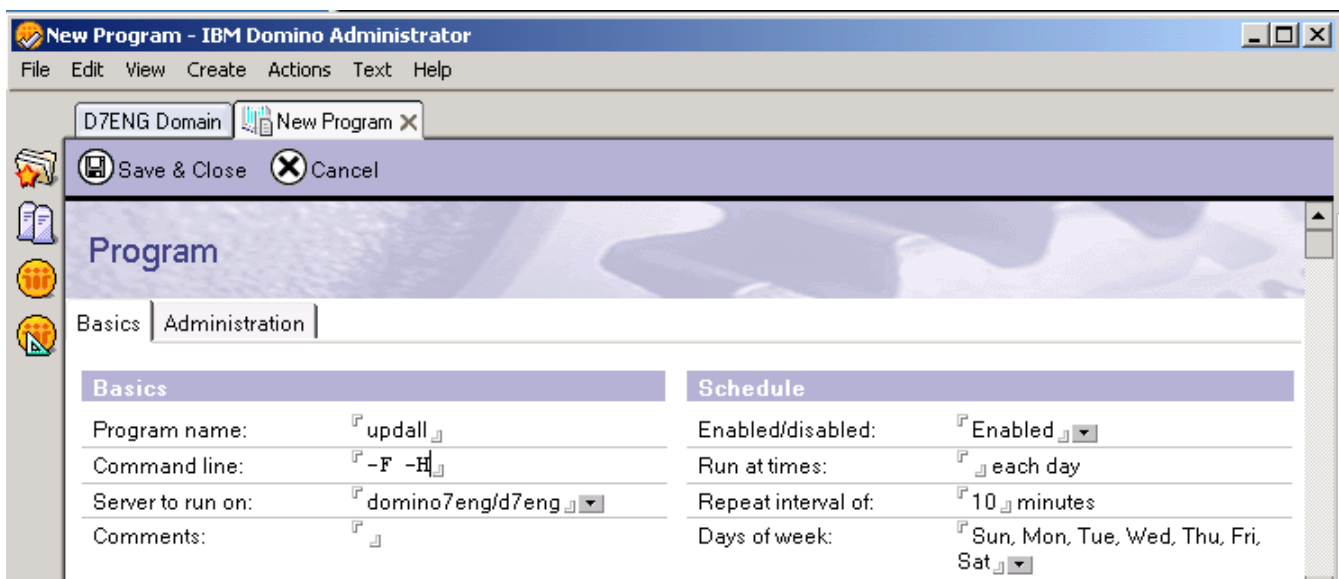 New Program - IBM Domino Administrator
File Edit View Create Actions Text Help
D7ENG Domain New Program
Save & Close Cancel
Program
Basics Administration
Basics Schedule
Program name: updall Enabled/disabled: Enabled
Command line: -F -H Run at times: each day
Server to run on: domino7eng/d7eng Repeat interval of: 10 minutes
Comments: Days of week: Sun, Mon, Tue, Wed, Thu, Fri,
Sat